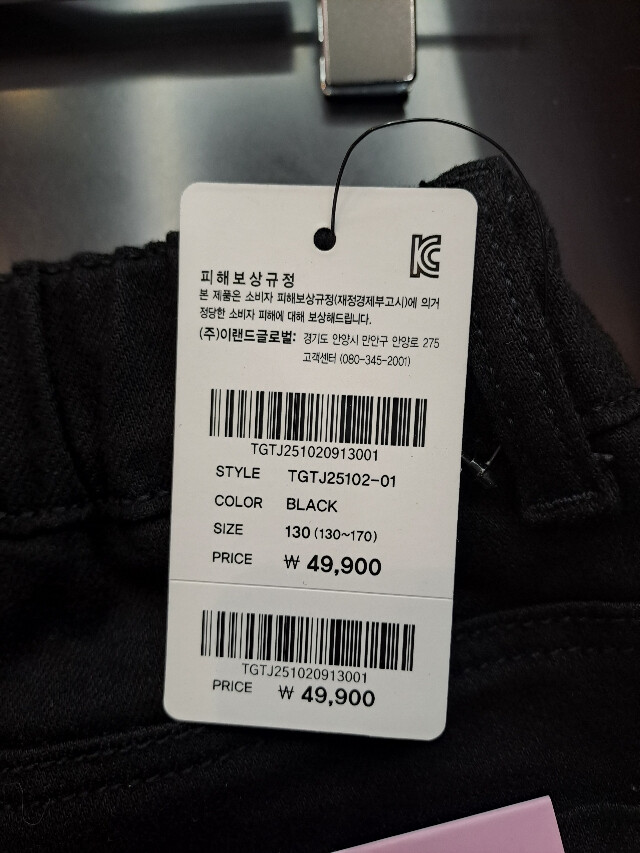 KC
피해보상규정
본 제품은 소비자 피해보상규정(재정경제부고시)에 의거
정당한 소비자 피해에 대해 보상해드립니다.
(주)이랜드글로벌: 경기도 안양시 만안구 안양로 275
고객센터 (080-345-2001)
TGTJ251020913001
STYLE TGTJ25102-01
COLOR BLACK
SIZE 130 (130~170)
PRICE ₩ 49,900
TGTJ251020913001
PRICE ₩ 49,900